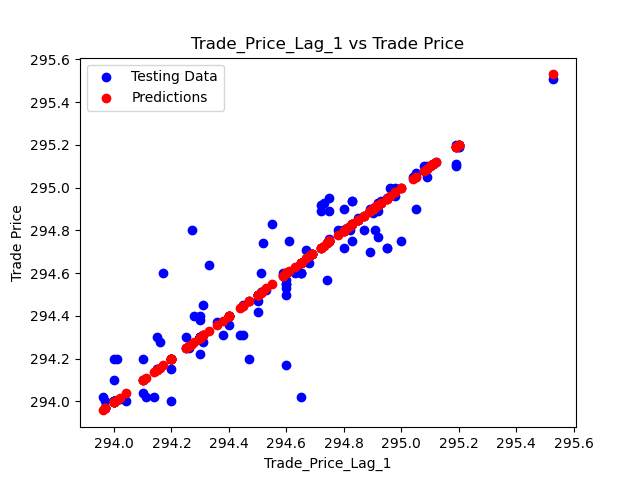 Trade_Price_Lag_1 vs Trade Price
Testing Data
Predictions
295.6
295.4
295.2
295.0
294.8
294.6
294.4
294.2
294.0
Trade Price
294.0 294.2 294.4 294.6 294.8 295.0 295.2 295.4 295.6
Trade_Price_Lag_1